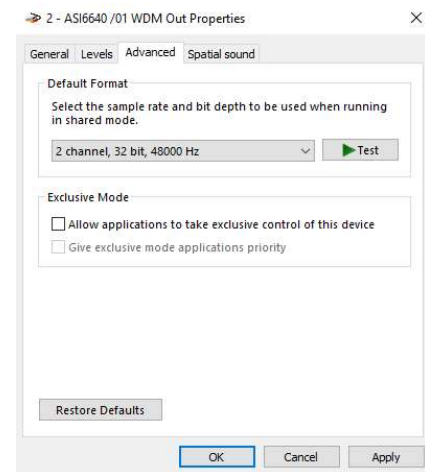 2 - ASI6640 /01 WDM Out Properties
General Levels Advanced Spatial sound
Default Format
Select the sample rate and bit depth to be used when running
in shared mode.
2 channel, 32 bit, 48000 Hz
Test
Exclusive Mode
Allow applications to take exclusive control of this device
Give exclusive mode applications priority
Restore Defaults
OK Cancel Apply